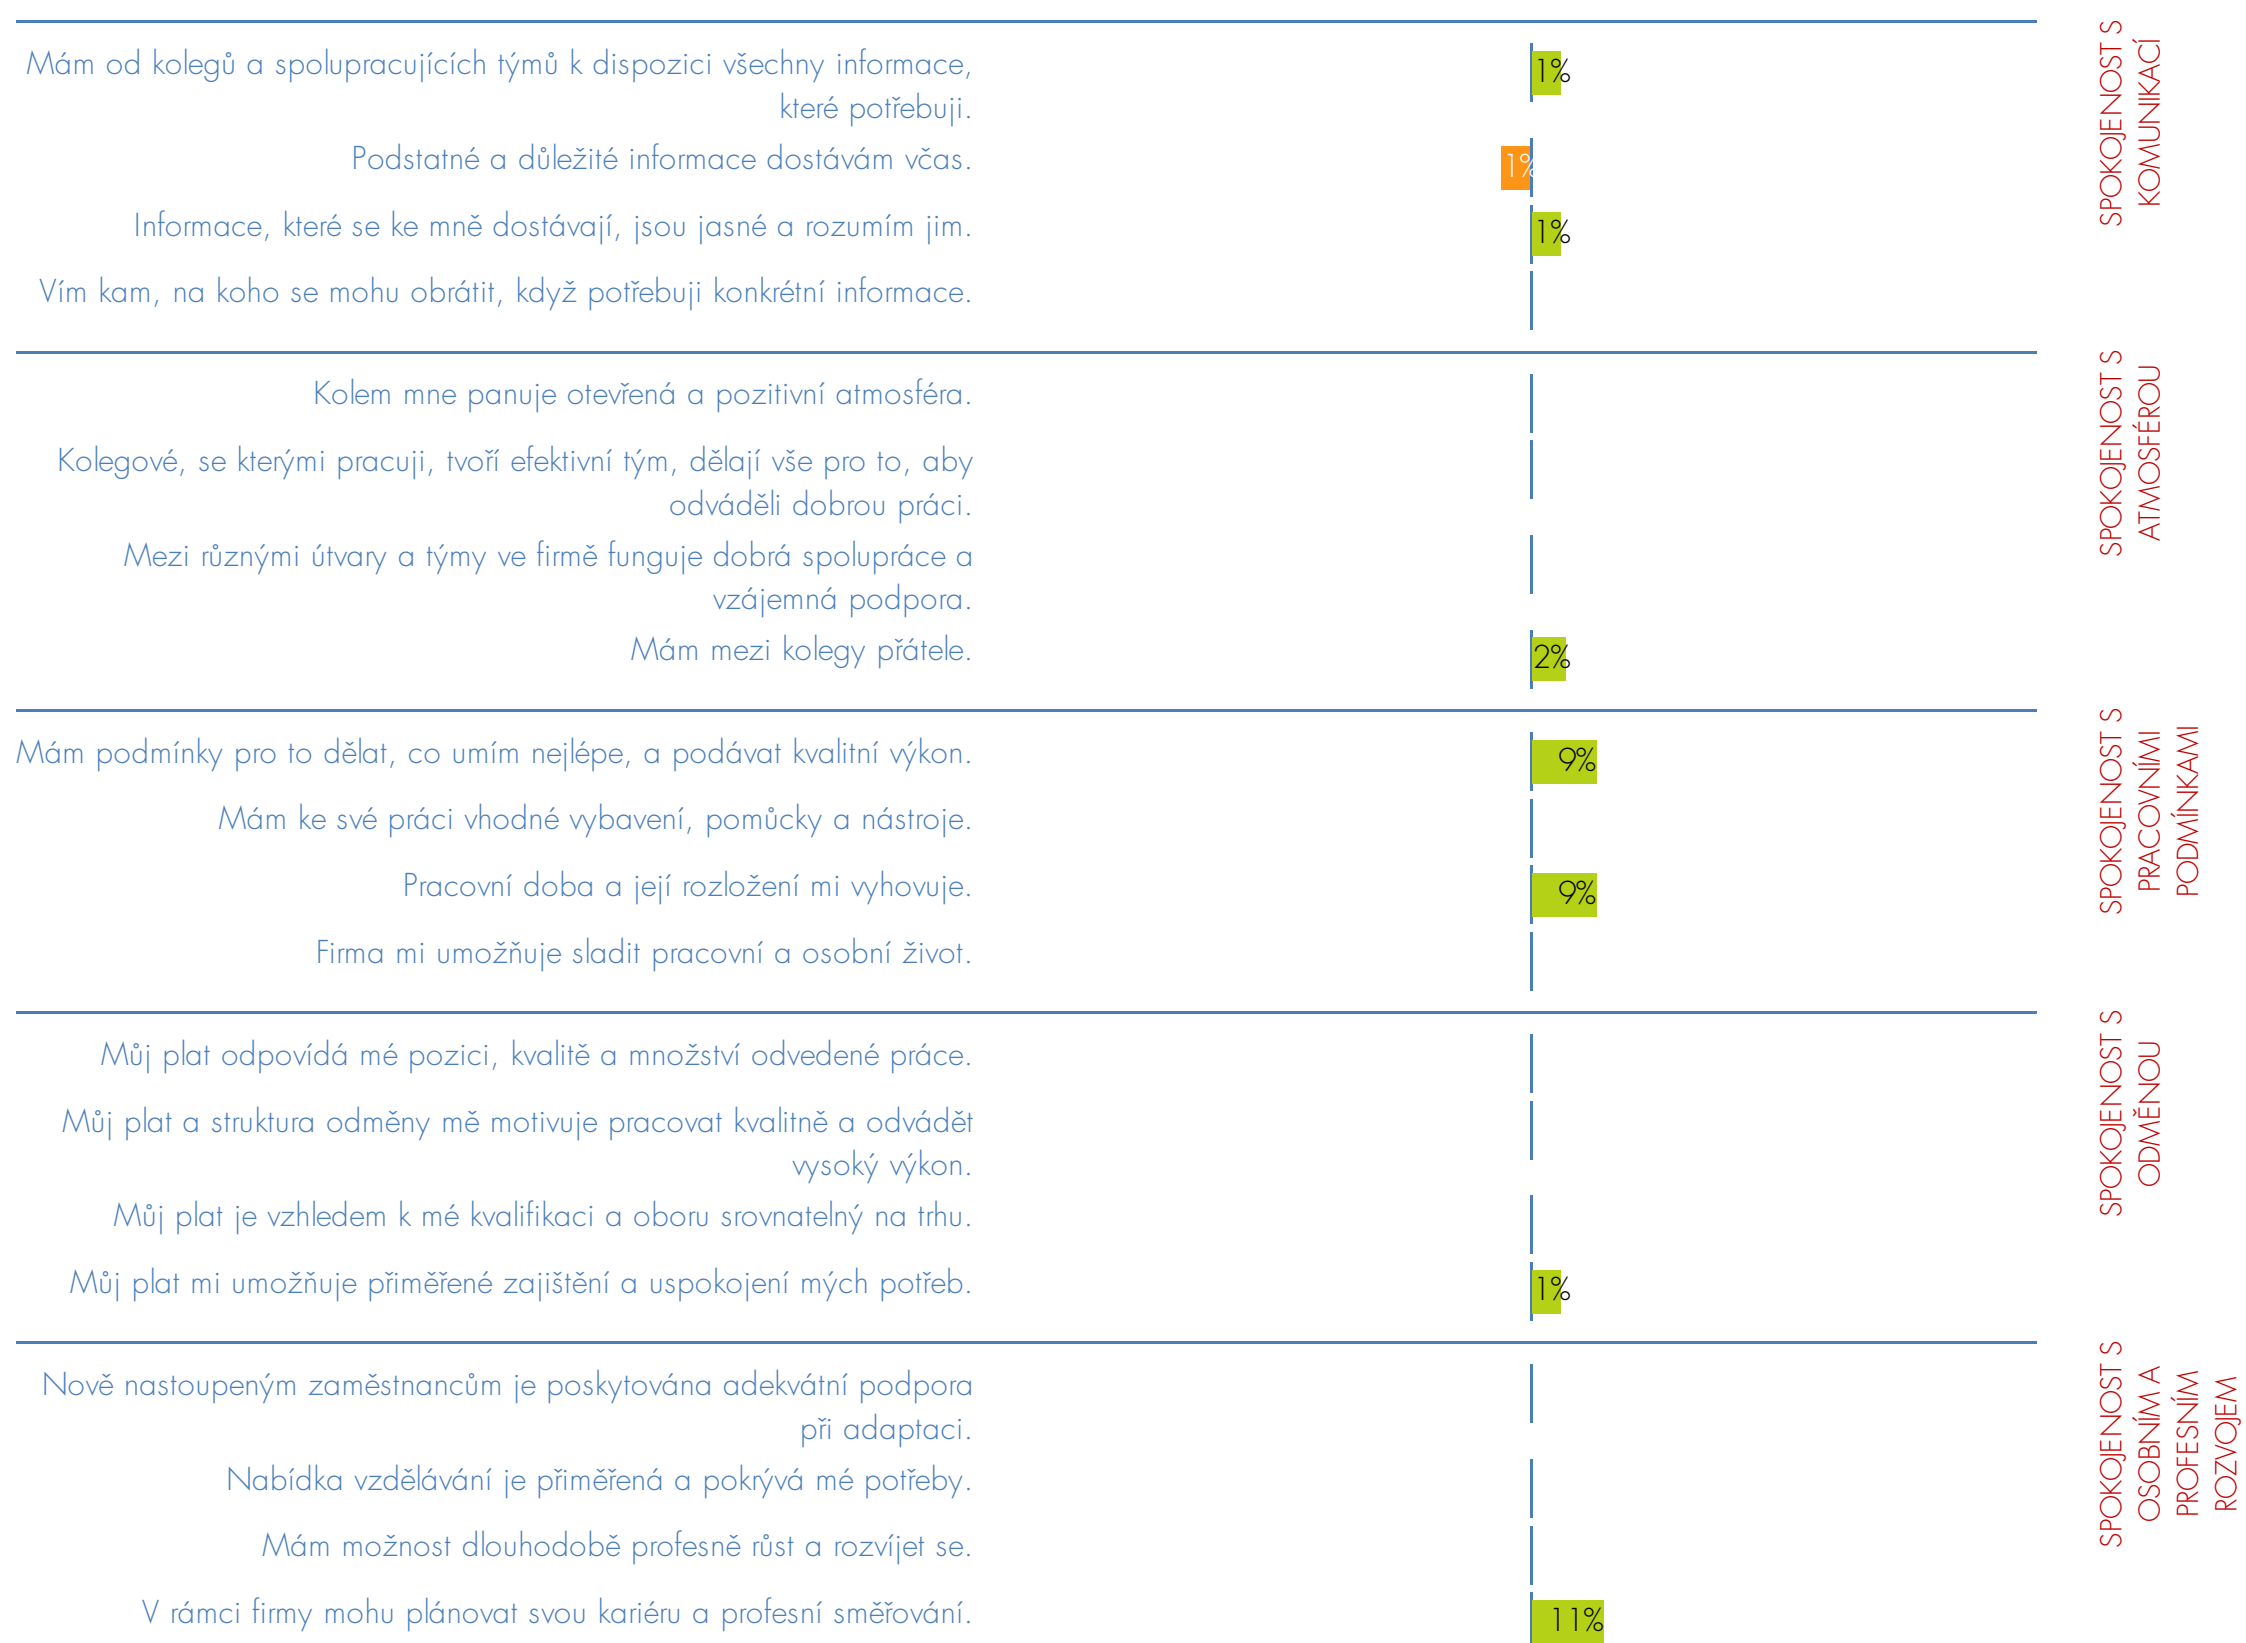 Mám od kolegů a spolupracujících týmů k dispozici všechny informace,
které potřebuji.
1%
Podstatné a důležité informace dostávám včas.
1%
Informace, které se ke mně dostávají, jsou jasné a rozumím jim.
1%
Vím kam, na koho se mohu obrátit, když potřebuji konkrétní informace.
SPOKOJENOST S
KOMUNIKACÍ
Kolem mne panuje otevřená a pozitivní atmosféra.
Kolegové, se kterými pracuji, tvoří efektivní tým, dělají vše pro to, aby
odváděli dobrou práci.
Mezi různými útvary a týmy ve firmě funguje dobrá spolupráce a
vzájemná podpora.
Mám mezi kolegy přátele.
2%
SPOKOJENOST S
ATMOSFÉROU
Mám podmínky pro to dělat, co umím nejlépe, a podávat kvalitní výkon.
9%
Mám ke své práci vhodné vybavení, pomůcky a nástroje.
Pracovní doba a její rozložení mi vyhovuje.
9%
Firma mi umožňuje sladit pracovní a osobní život.
SPOKOJENOST S
PRACOVNÍMI
PODMÍNKAMI
Můj plat odpovídá mé pozici, kvalitě a množství odvedené práce.
Můj plat a struktura odměny mě motivuje pracovat kvalitně a odvádět
vysoký výkon.
Můj plat je vzhledem k mé kvalifikaci a oboru srovnatelný na trhu.
Můj plat mi umožňuje přiměřené zajištění a uspokojení mých potřeb.
1%
SPOKOJENOST S
ODMĚNOU
Nově nastoupeným zaměstnancům je poskytována adekvátní podpora
při adaptaci.
Nabídka vzdělávání je přiměřená a pokrývá mé potřeby.
Mám možnost dlouhodobě profesně růst a rozvíjet se.
V rámci firmy mohu plánovat svou kariéru a profesní směřování.
11%
SPOKOJENOST S
OSOBNÍM A
PROFESNÍM
ROZVOJEM